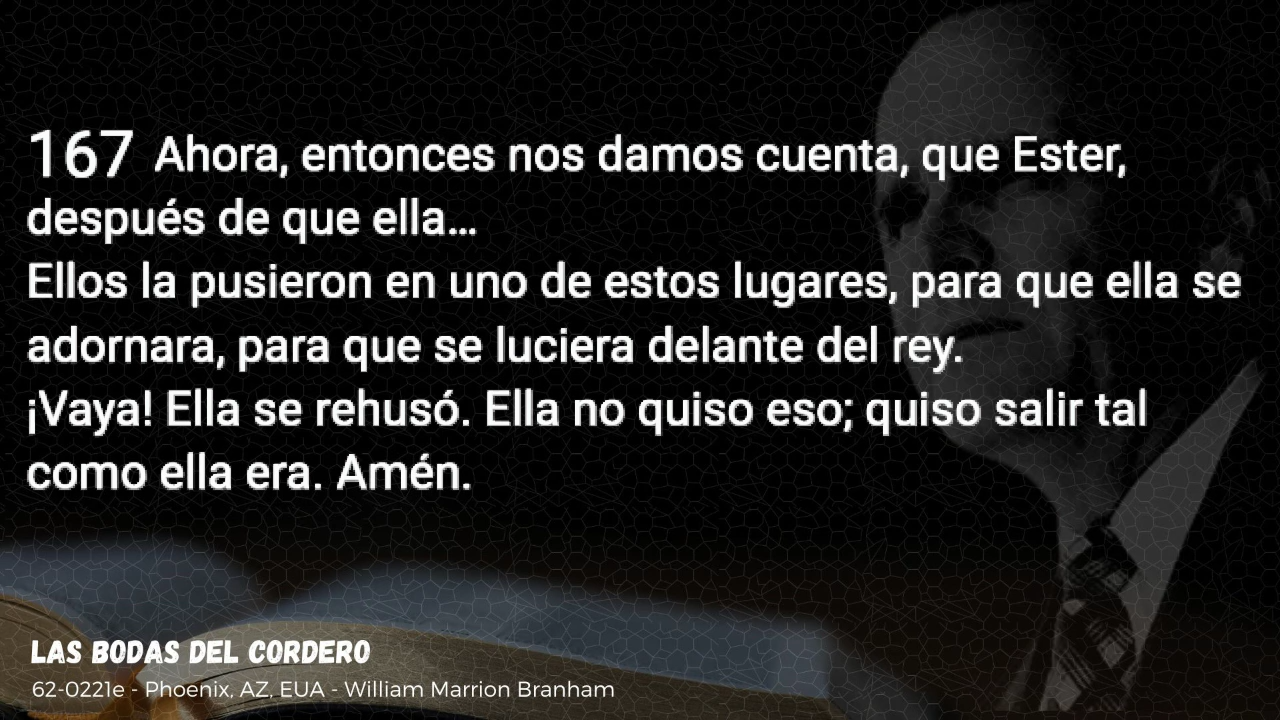 167 Ahora, entonces nos damos cuenta, que Ester,
después de que ella...
Ellos la pusieron en uno de estos lugares, para que ella se
adornara, para que se luciera delante del rey.
¡Vaya! Ella se rehusó. Ella no quiso eso; quiso salir tal
como ella era. Amén.
LAS BODAS DEL CORDERO
62-0221e - Phoenix, AZ, EUA - William Marrion Branham